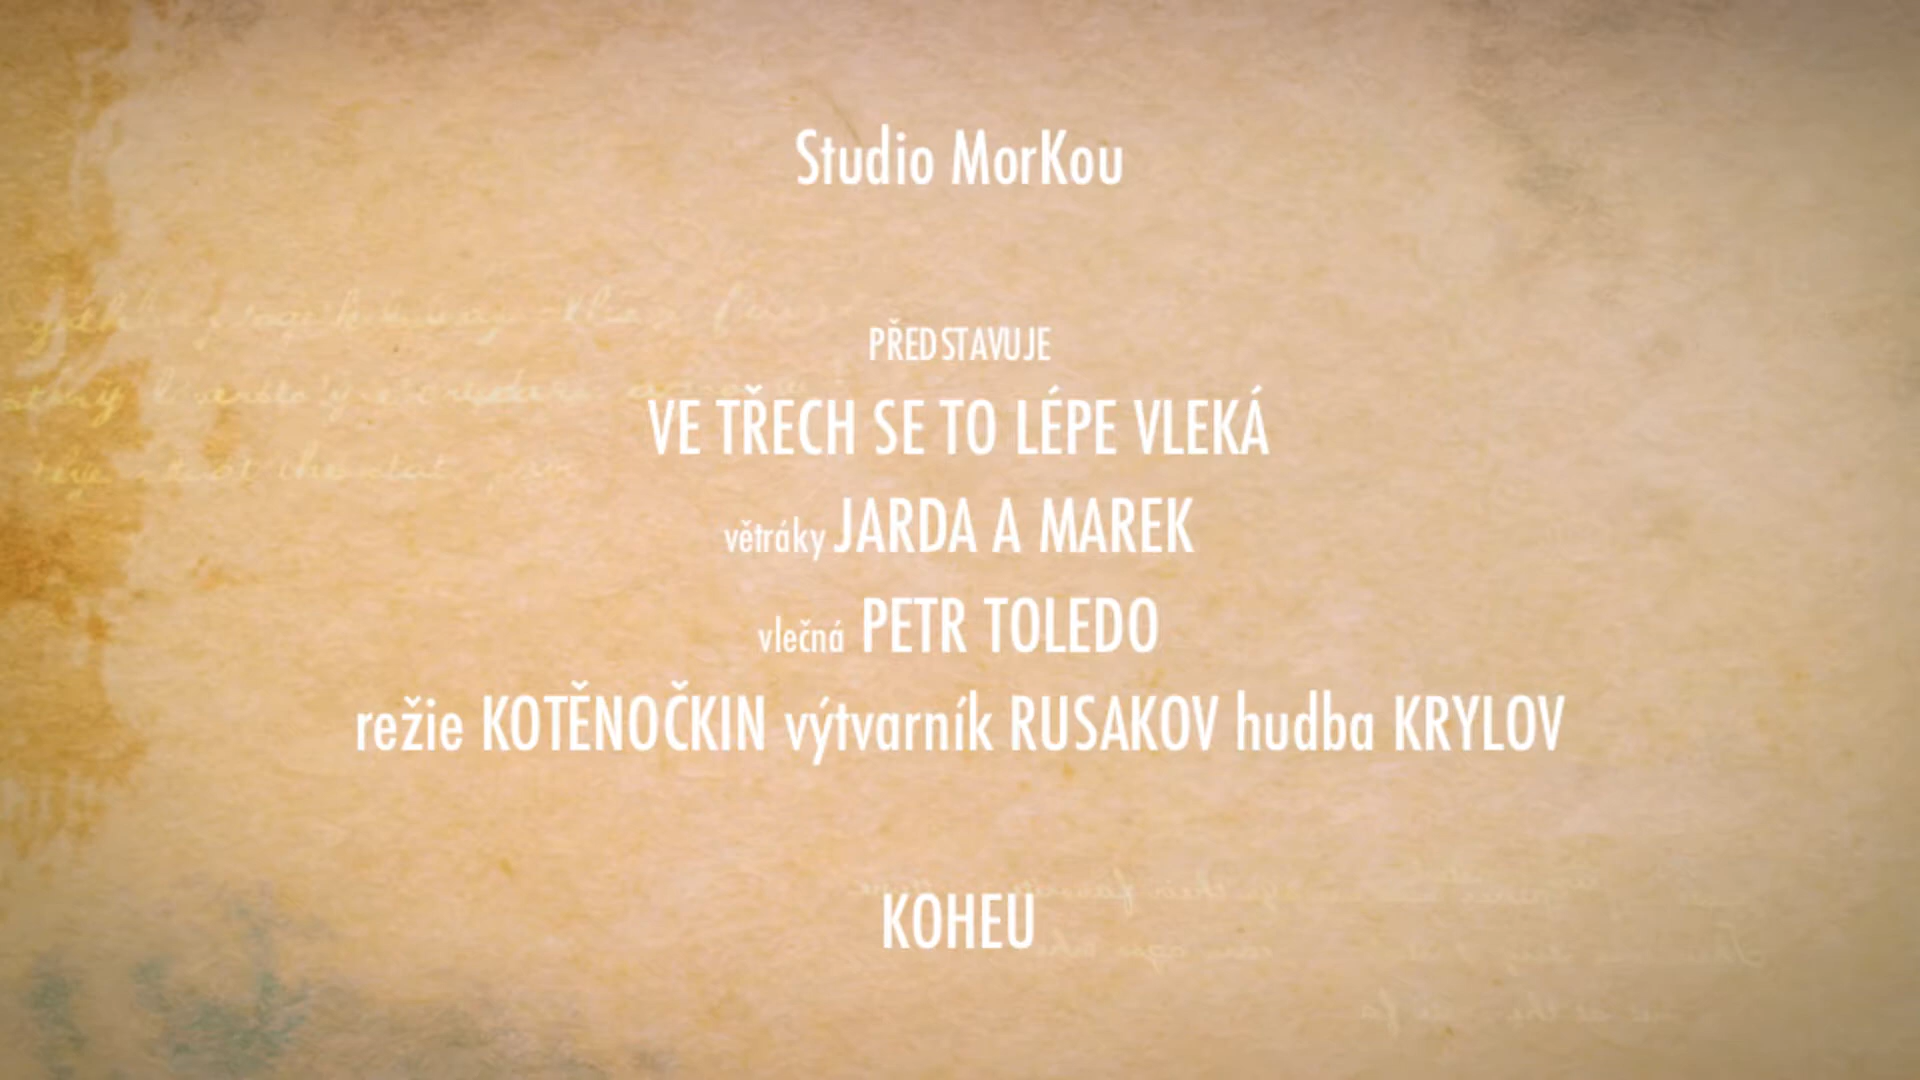 Studio MorKou
PŘEDSTAVUJE
VE TŘECH SE TO LÉPE VLEKÁ
větráky JARDA A MAREK
vlečná PETR TOLEDO
režie KOTĚNOČKIN výtvarník RUSAKOV hudba KRYLOV
KOHEU